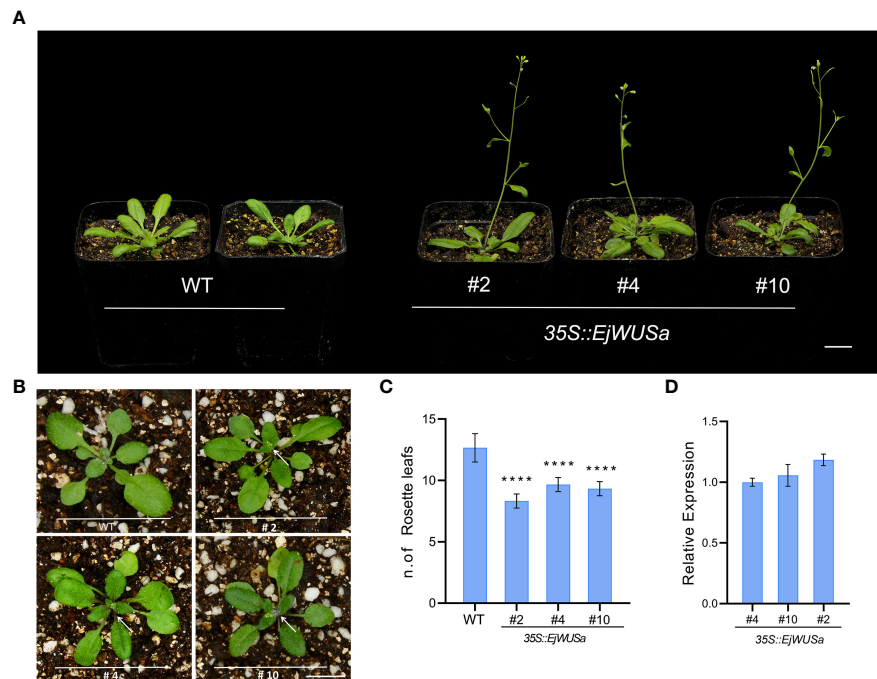 A
WT
#2
#4
#10
35S::EjWUSa
B
WT
# 2
# 4
# 10
C
n.of Rosette leafs
15
10
5
0
****
****
****
WT
#2
#4
#10
35S::EjWUSa
D
Relative Expression
1.5
1.0
0.5
0.0
#4
#10
#2
35S::EjWUSa